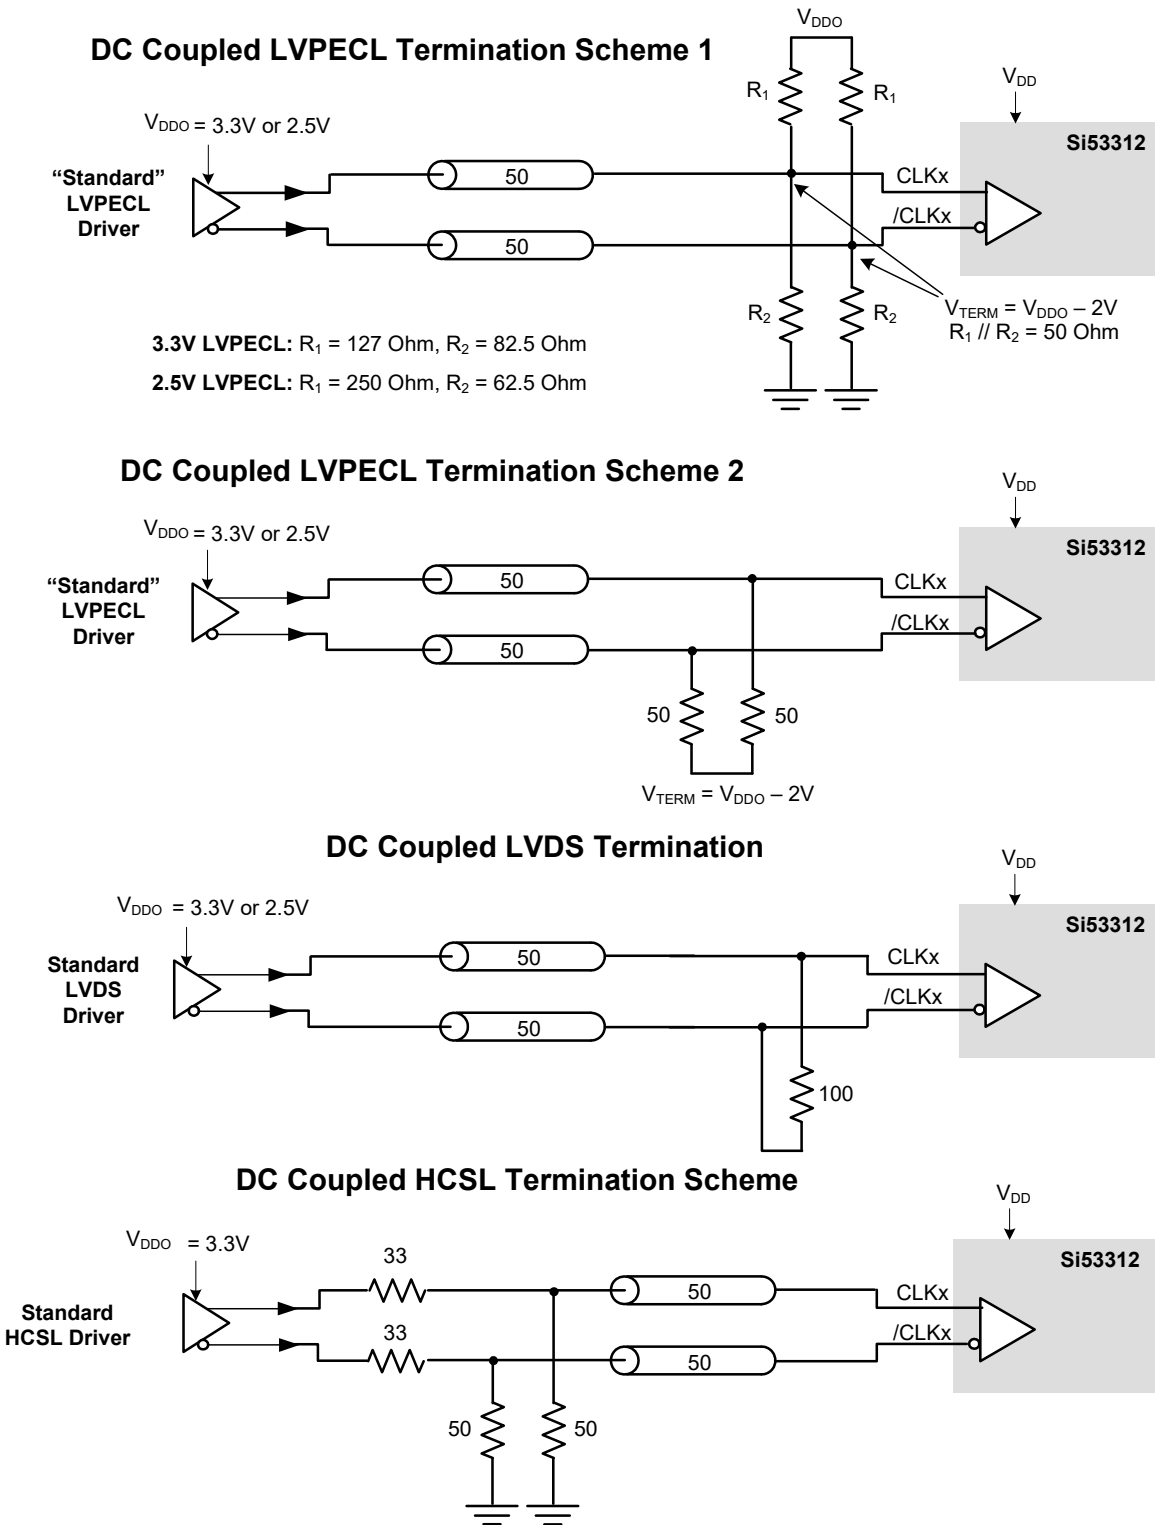 DC Coupled LVPECL Termination Scheme 1
VDDO
VDD
R1
R1
VDDO = 3.3V or 2.5V
Si53312
“Standard”
LVPECL
Driver
50
CLKx
50
/CLKx
R2
R2
VTERM = VDDO – 2V
R1 // R2 = 50 Ohm
3.3V LVPECL: R1 = 127 Ohm, R2 = 82.5 Ohm
2.5V LVPECL: R1 = 250 Ohm, R2 = 62.5 Ohm
DC Coupled LVPECL Termination Scheme 2
VDD
VDDO = 3.3V or 2.5V
Si53312
“Standard”
LVPECL
Driver
50
CLKx
50
/CLKx
50
50
VTERM = VDDO – 2V
DC Coupled LVDS Termination
VDD
VDDO = 3.3V or 2.5V
Si53312
Standard
LVDS
Driver
50
CLKx
50
/CLKx
100
DC Coupled HCSL Termination Scheme
VDD
VDDO = 3.3V
Si53312
33
Standard
HCSL Driver
50
CLKx
33
50
/CLKx
50
50